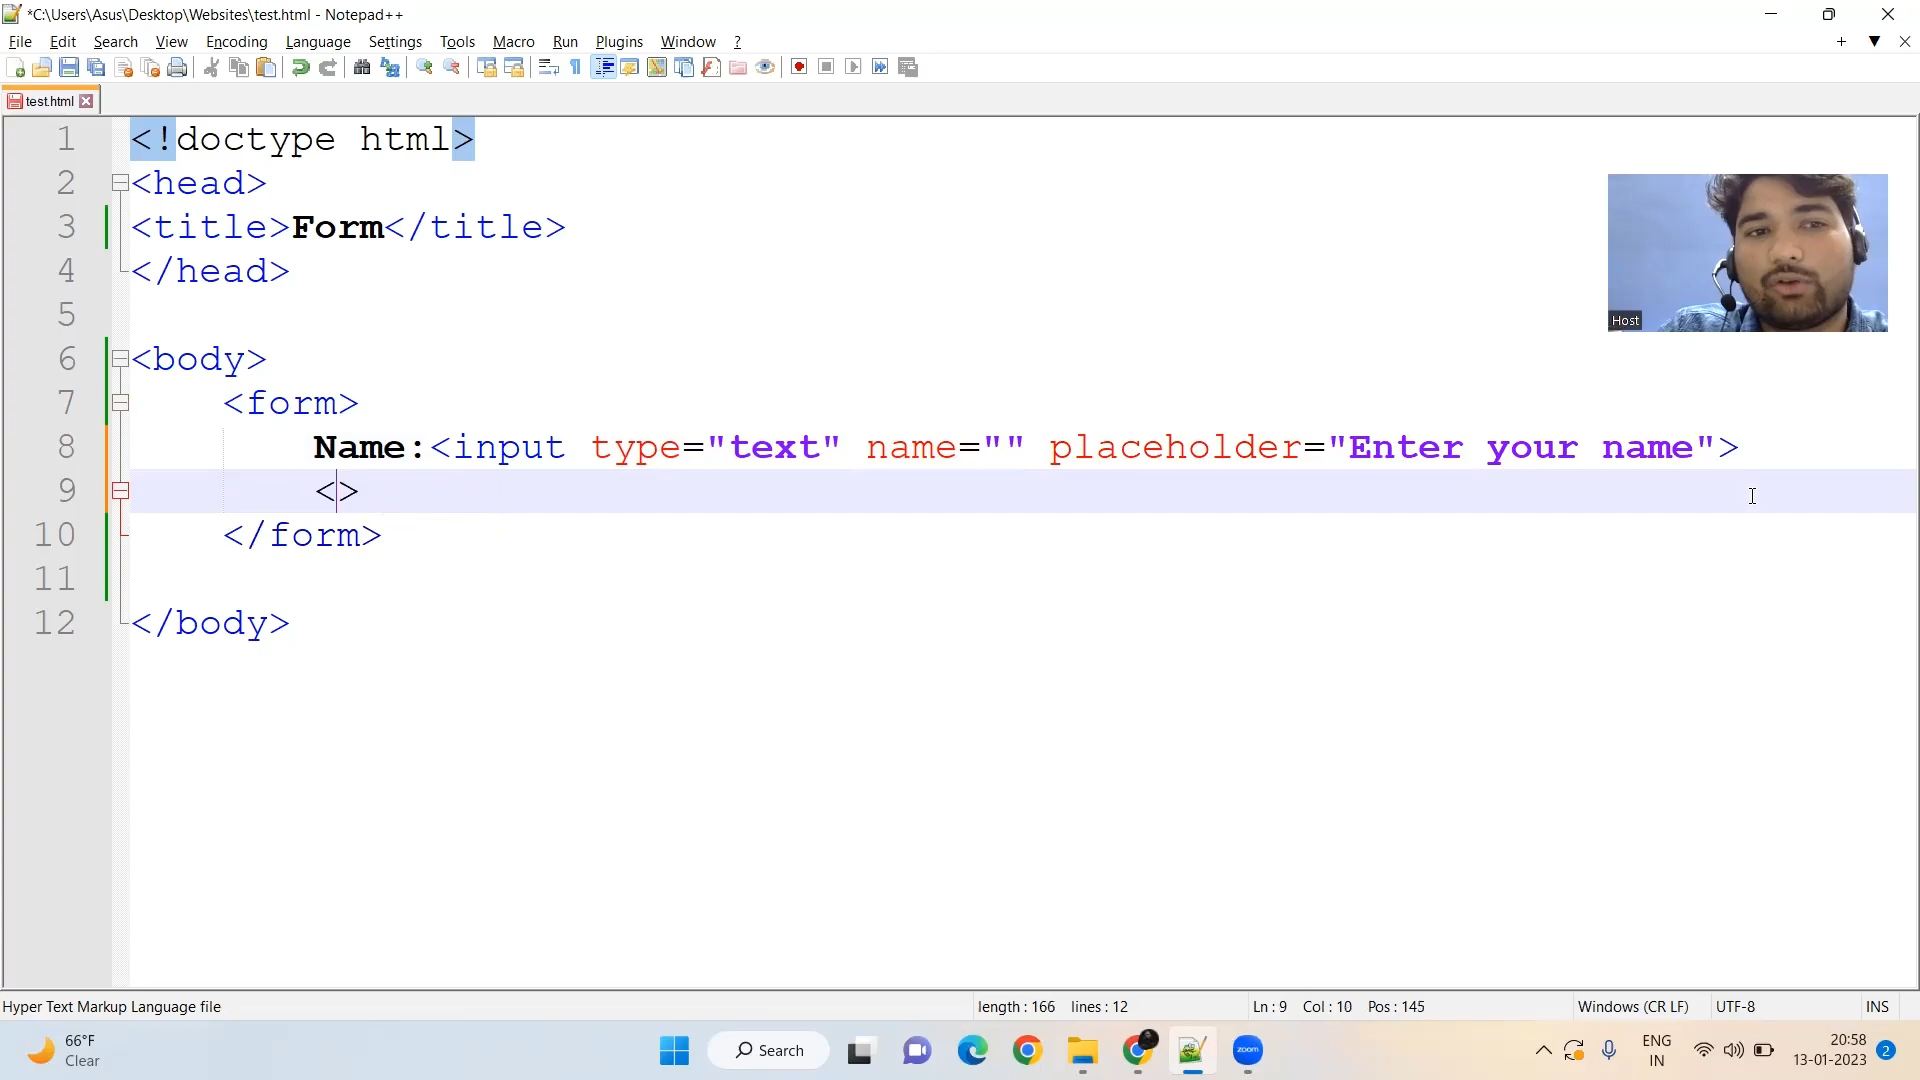 *C:\Users\Asus\Desktop\Websites\test.html - Notepad++
File Edit Search View Encoding Language Settings Tools Macro Run Plugins Window ?
test.html
1 <!doctype html>
2 <head>
3 <title>Form</title>
4 </head>
5
6 <body>
7 <form>
8 Name:<input type="text" name="" placeholder="Enter your name">
9 <>
10 </form>
11
12 </body>
Host
Hyper Text Markup Language file length : 166 lines : 12 Ln : 9 Col : 10 Pos : 145 Windows (CR LF) UTF-8 INS
66°F
Clear
Search
zoom
ENG
IN
20:58
13-01-2023
2